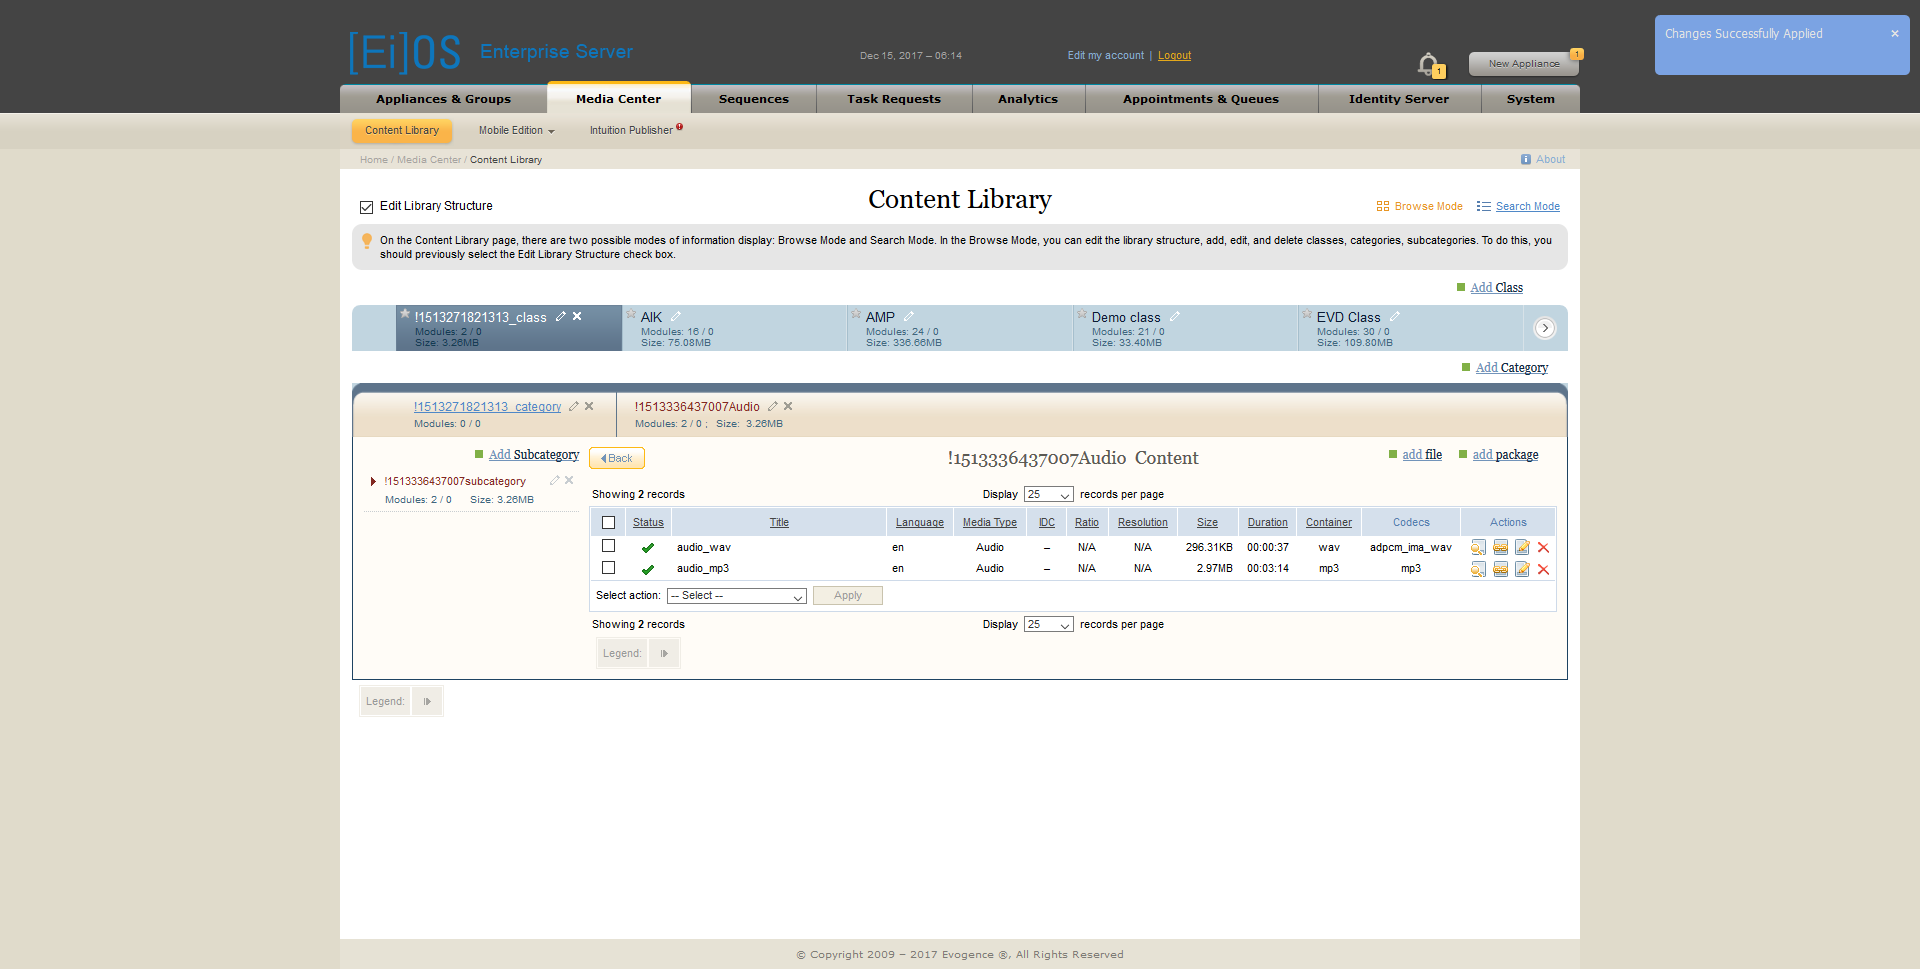 [Ei]OS Enterprise Server
Dec 15, 2017 – 06:14
Edit my account | Logout
1
New Appliance
1
Changes Successfully Applied
×
Appliances & Groups
Media Center
Sequences
Task Requests
Analytics
Appointments & Queues
Identity Server
System
Content Library
Mobile Edition
Intuition Publisher
Home / Media Center / Content Library
About
Edit Library Structure
Content Library
Browse Mode
Search Mode
On the Content Library page, there are two possible modes of information display: Browse Mode and Search Mode. In the Browse Mode, you can edit the library structure, add, edit, and delete classes, categories, subcategories. To do this, you
should previously select the Edit Library Structure check box.
Add Class
!1513271821313_class
Modules: 2 / 0
Size: 3.26MB
AIK
Modules: 16 / 0
Size: 75.08MB
AMP
Modules: 24 / 0
Size: 336.66MB
Demo class
Modules: 21 / 0
Size: 33.40MB
EVD Class
Modules: 30 / 0
Size: 109.80MB
Add Category
!1513271821313_category
Modules: 0 / 0
!1513336437007Audio
Modules: 2 / 0 ; Size: 3.26MB
Add Subcategory
!1513336437007subcategory
Modules: 2 / 0 Size: 3.26MB
Back
!1513336437007Audio Content
add file
add package
Showing 2 records
Display 25 records per page
Status Title Language Media Type IDC Ratio Resolution Size Duration Container Codecs Actions
audio_wav en Audio – N/A N/A 296.31KB 00:00:37 wav adpcm_ima_wav
audio_mp3 en Audio – N/A N/A 2.97MB 00:03:14 mp3 mp3
Select action: -- Select -- Apply
Showing 2 records
Display 25 records per page
Legend:
Legend:
© Copyright 2009 – 2017 Evogence ®, All Rights Reserved